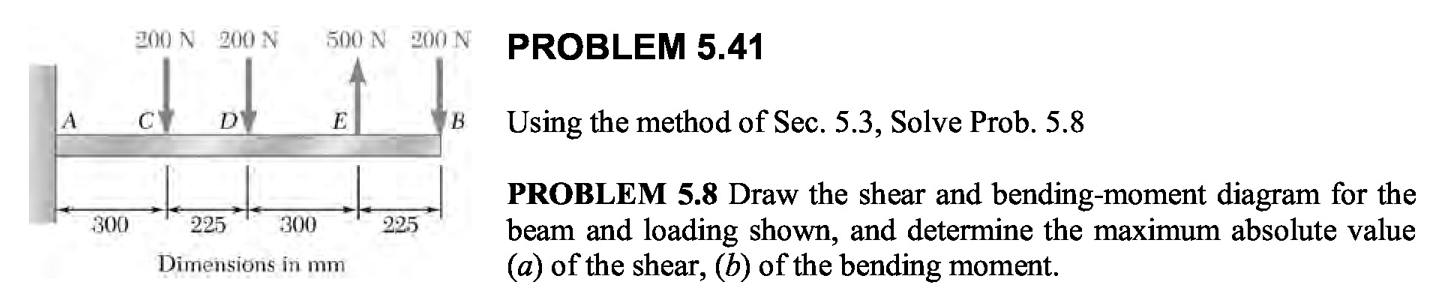 200 N 200 N 500 N 200 N
A C D E B
300 225 300 225
Dimensions in mm
PROBLEM 5.41
Using the method of Sec. 5.3, Solve Prob. 5.8
PROBLEM 5.8 Draw the shear and bending-moment diagram for the
beam and loading shown, and determine the maximum absolute value
(a) of the shear, (b) of the bending moment.